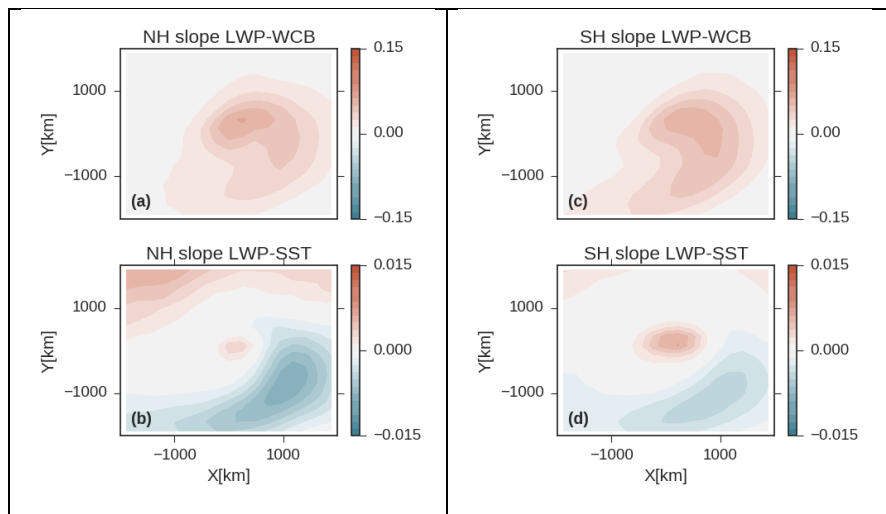 NH slope LWP-WCB
Y[km]
1000
−1000
(a)
0.15
0.00
−0.15
SH slope LWP-WCB
Y[km]
1000
−1000
(c)
0.15
0.00
−0.15
NH slope LWP-SST
Y[km]
1000
−1000
(b)
−1000
1000
X[km]
0.015
0.000
−0.015
SH slope LWP-SST
Y[km]
1000
−1000
(d)
−1000
1000
X[km]
0.015
0.000
−0.015